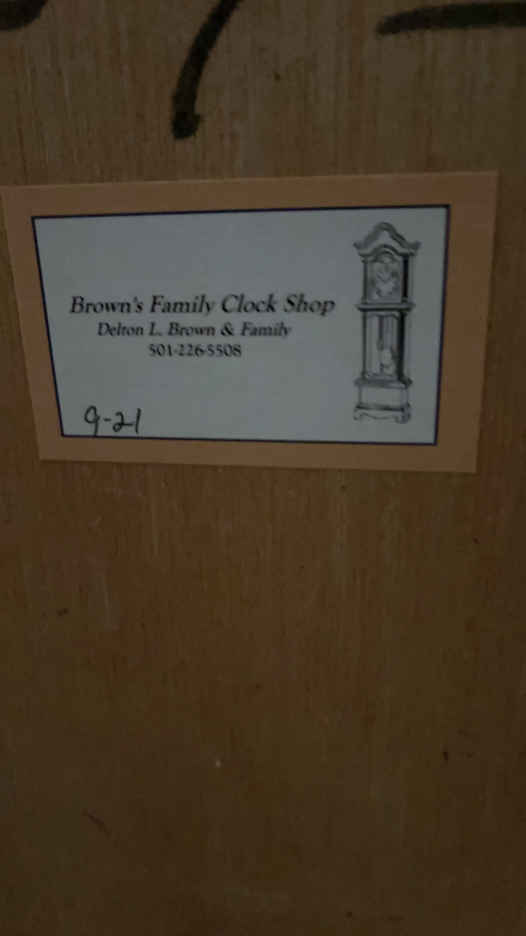 Brown's Family Clock Shop
Delton L. Brown & Family
501-226-5508
9-21